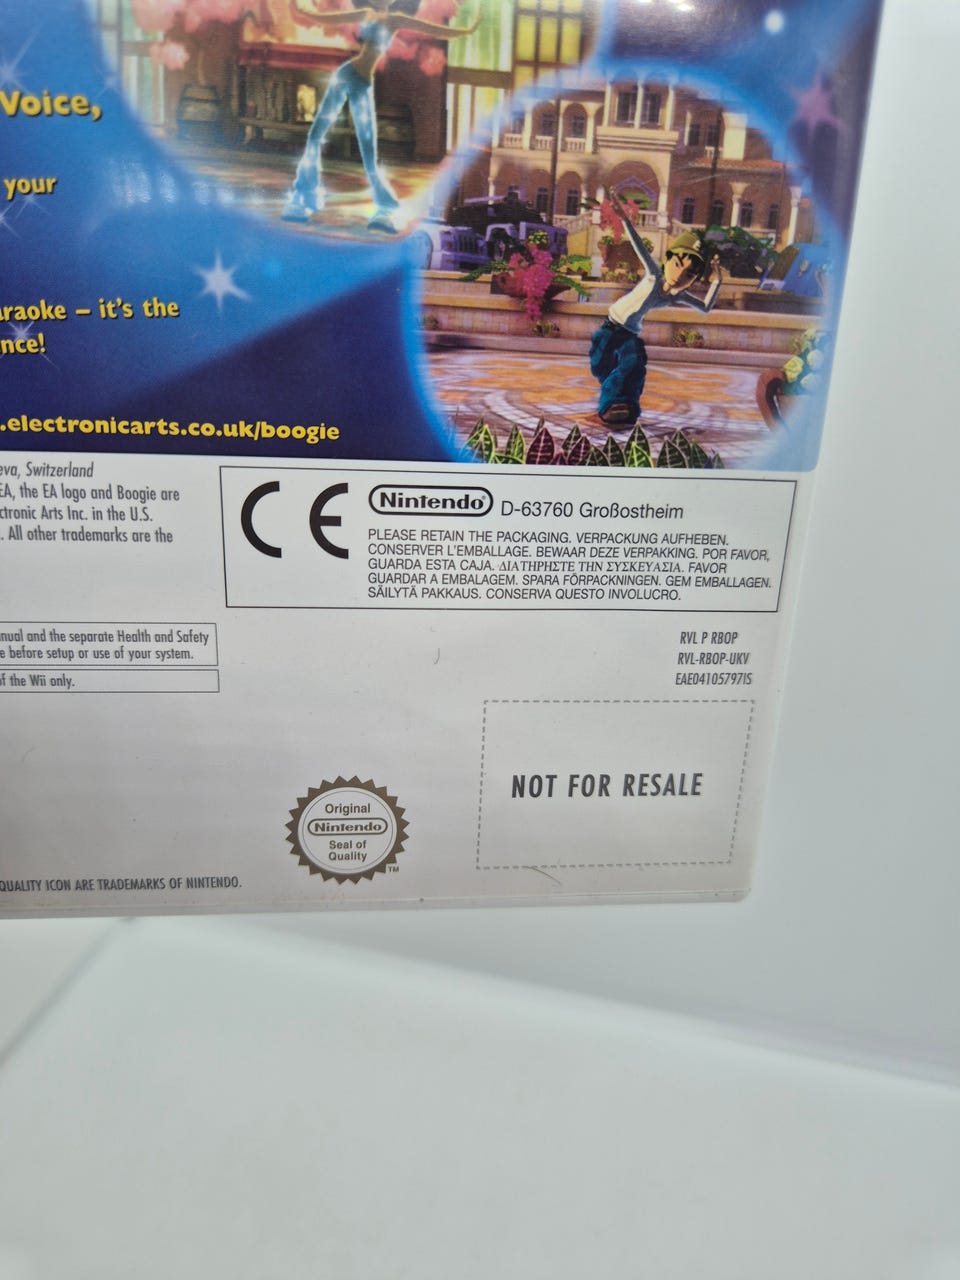 Voice,
your
raoke – it's the
nce!
.electronicarts.co.uk/boogie
eva, Switzerland
EA, the EA logo and Boogie are
ctronic Arts Inc. in the U.S.
. All other trademarks are the
CE
Nintendo® D-63760 Großostheim
PLEASE RETAIN THE PACKAGING. VERPACKUNG AUFHEBEN.
CONSERVER L'EMBALLAGE. BEWAAR DEZE VERPAKKING. POR FAVOR,
GUARDA ESTA CAJA. ΔΙΑΤΗΡΗΣΤΕ ΤΗΝ ΣΥΣΚΕΥΑΣΙΑ. FAVOR
GUARDAR A EMBALAGEM. SPARA FÖRPACKNINGEN. GEM EMBALLAGEN.
SÄILYTÄ PAKKAUS. CONSERVA QUESTO INVOLUCRO.
nual and the separate Health and Safety
e before setup or use of your system.
of the Wii only.
RVL P RBOP
RVL-RBOP-UKV
EAE04105797IS
NOT FOR RESALE
Original
Nintendo
Seal of
Quality
TM
QUALITY ICON ARE TRADEMARKS OF NINTENDO.